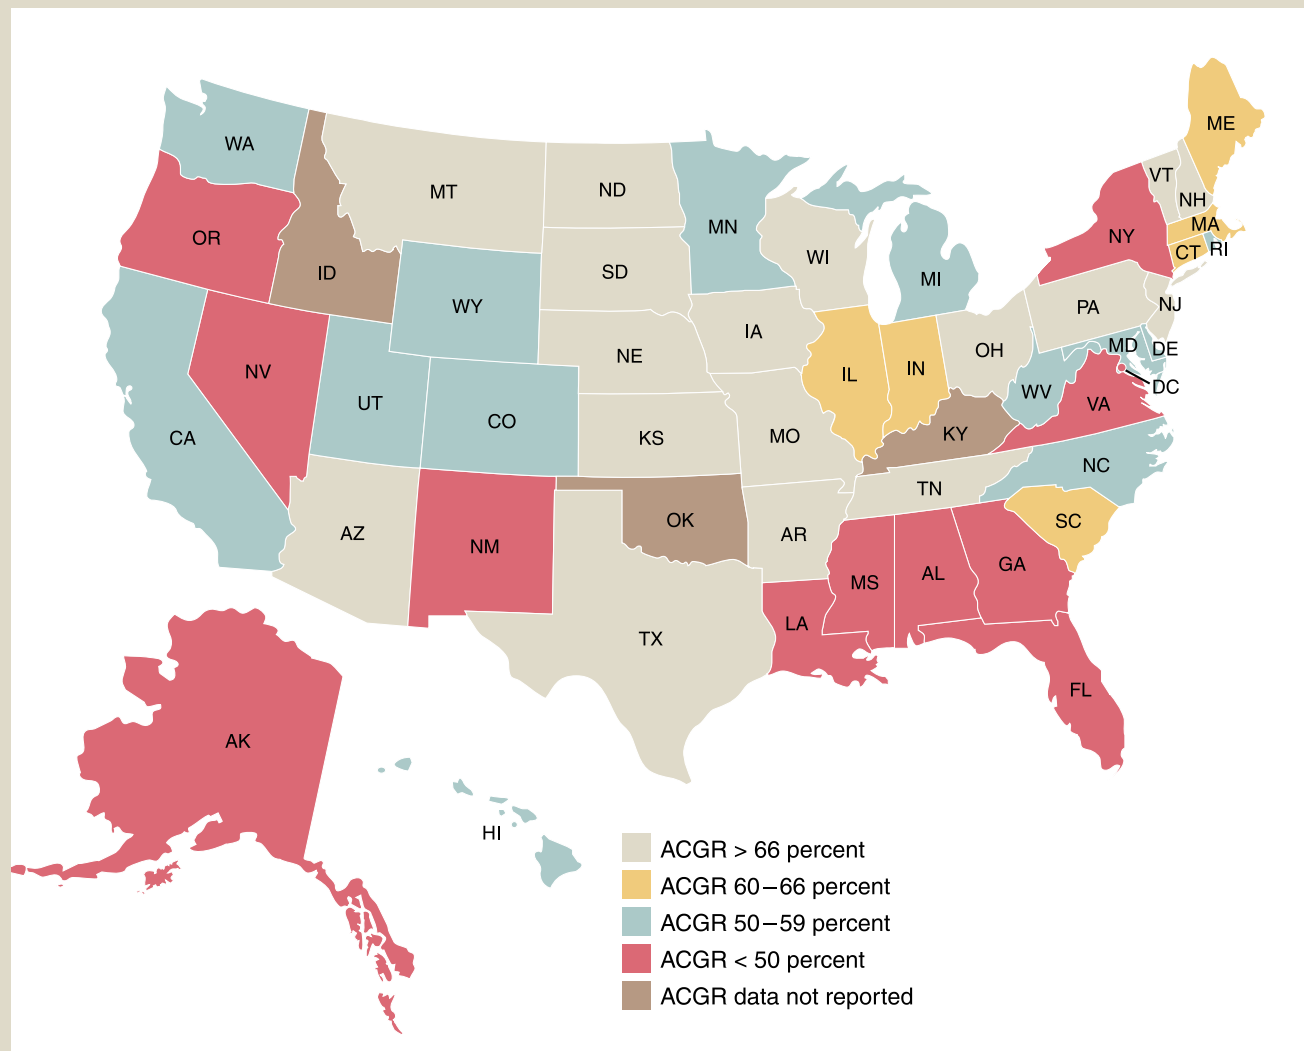 ME
WA
VT
MT
ND
NH
MN
MA
OR
NY
RI
CT
WI
ID
SD
MI
WY
PA
NJ
IA
MD
DE
OH
NE
IN
NV
IL
DC
WV
UT
VA
CO
KY
CA
KS
MO
NC
TN
OK
SC
AZ
AR
NM
GA
AL
MS
LA
TX
FL
AK
HI
ACGR > 66 percent
ACGR 60–66 percent
ACGR 50–59 percent
ACGR < 50 percent
ACGR data not reported